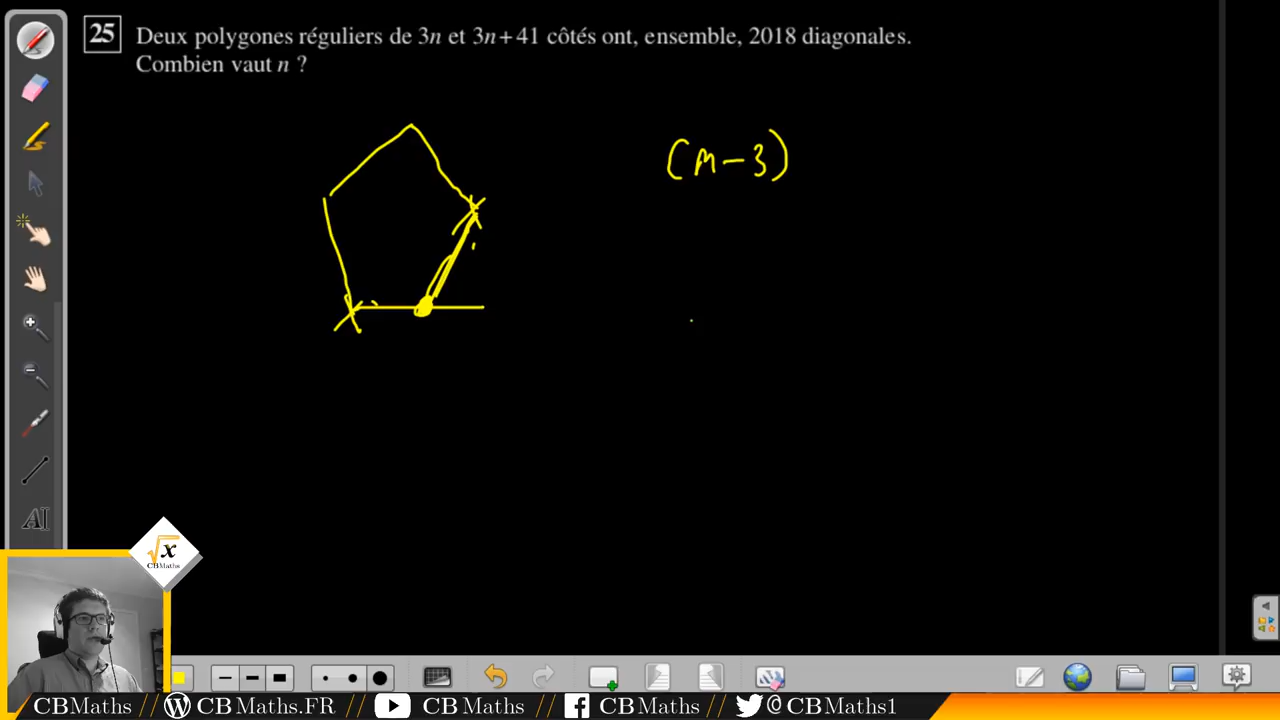 25 Deux polygones réguliers de 3n et 3n+41 côtés ont, ensemble, 2018 diagonales.
Combien vaut n ?
(n-3)
AI
√x
CBMaths
CBMaths CBMaths.FR CBMaths CBMaths @CBMaths1